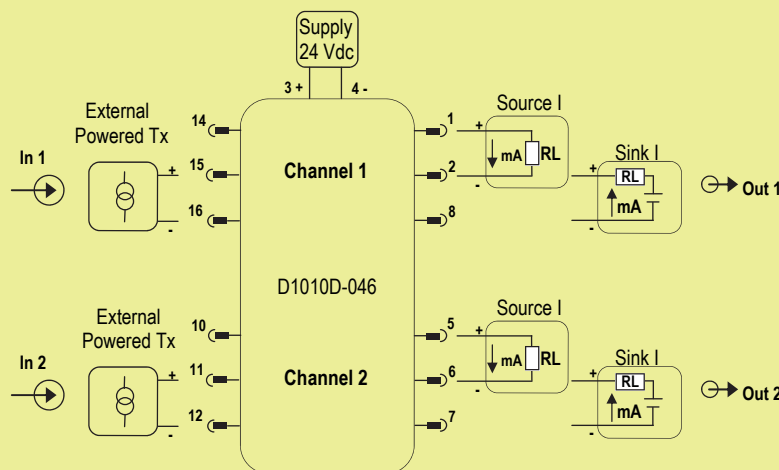 Supply
24 Vdc
3 +
4 -
External
Powered Tx
In 1
+
-
14
15
16
Channel 1
1
2
8
Source I
+
-
mA
RL
Sink I
+
-
RL
mA
Out 1
D1010D-046
External
Powered Tx
In 2
+
-
10
11
12
Channel 2
5
6
7
Source I
+
-
mA
RL
Sink I
+
-
RL
mA
Out 2